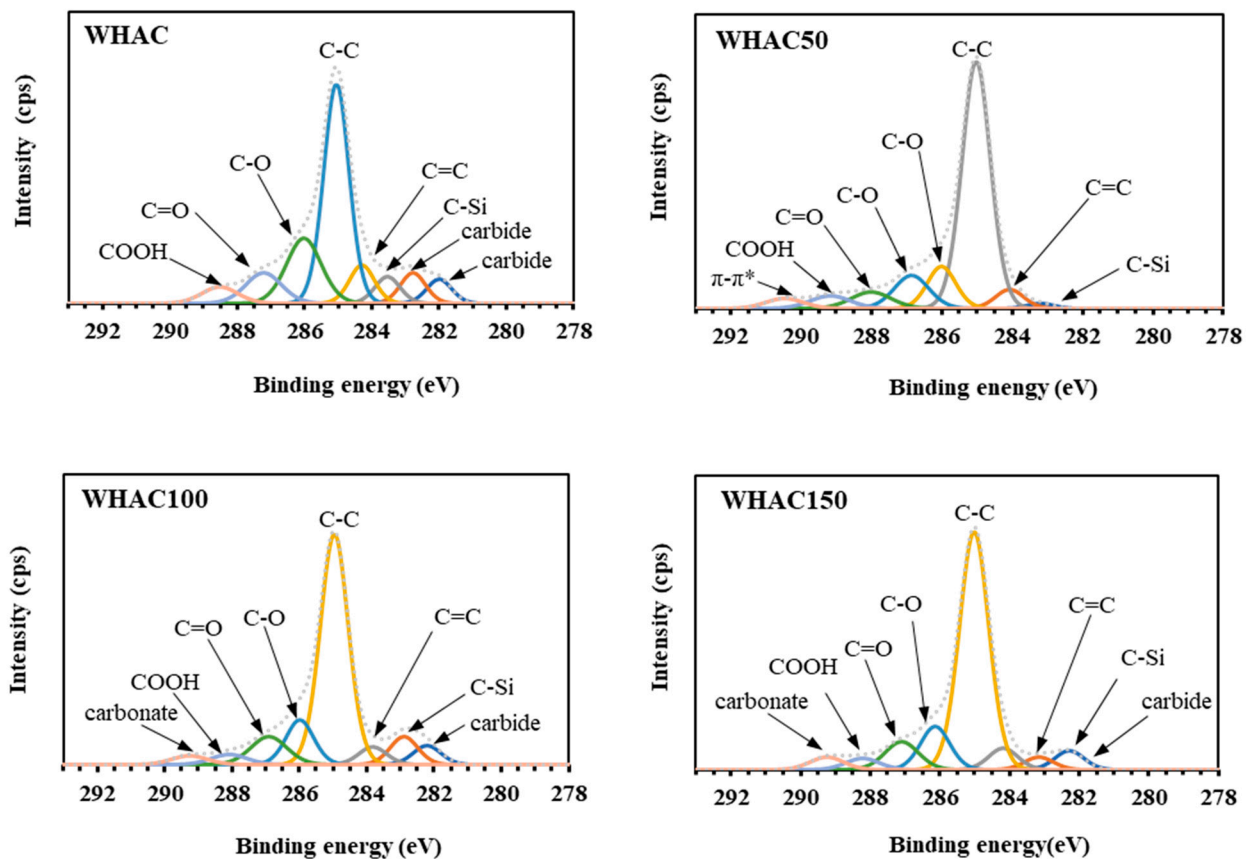 WHAC
C-C
C-O
C=C
C=O
C-Si
carbide
COOH
carbide
Intensity (cps)
292 290 288 286 284 282 280 278
Binding energy (eV)
WHAC50
C-C
C-O
C-O
C=C
C=O
COOH
C-Si
π-π*
Intensity (cps)
292 290 288 286 284 282 280 278
Binding enengy (eV)
WHAC100
C-C
C-O
C=C
C=O
COOH
C-Si
carbonate
carbide
Intensity (cps)
292 290 288 286 284 282 280 278
Binding energy (eV)
WHAC150
C-C
C-O
C=C
C=O
C-Si
COOH
carbonate
carbide
Intensity (cps)
292 290 288 286 284 282 280 278
Binding energy(eV)